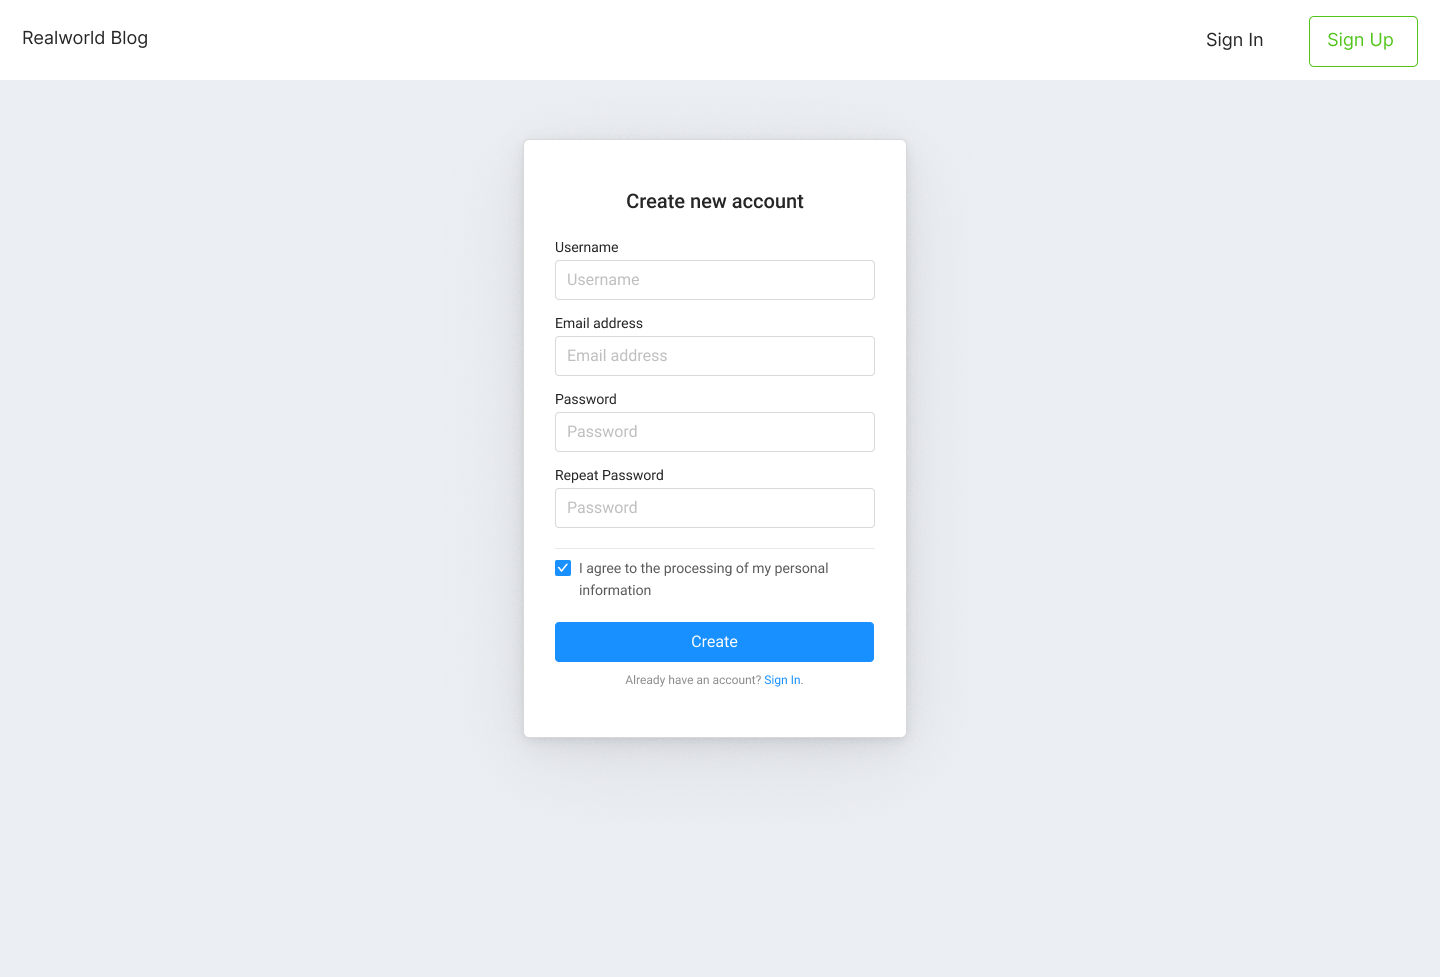 Realworld Blog
Sign In
Sign Up
Create new account
Username
Username
Email address
Email address
Password
Password
Repeat Password
Password
I agree to the processing of my personal
information
Create
Already have an account? Sign In.